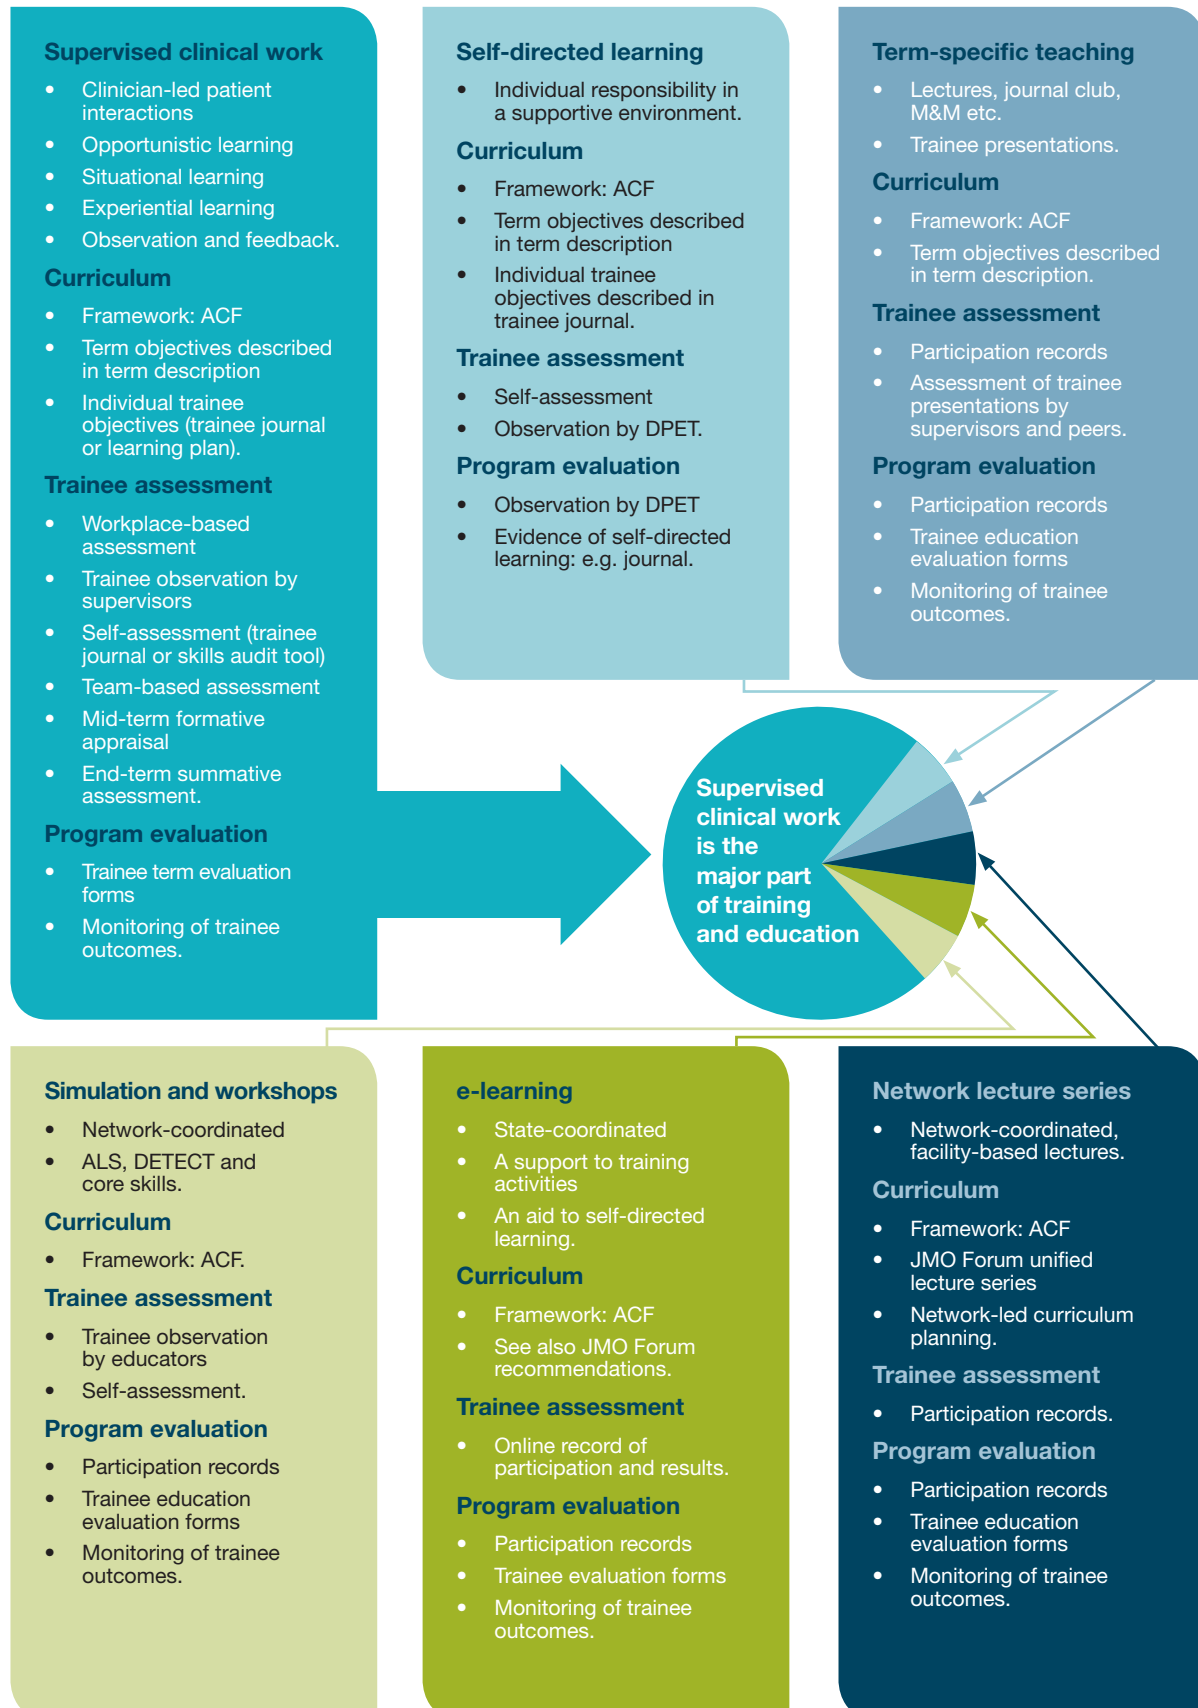 Supervised clinical work
• Clinician-led patient
interactions
• Opportunistic learning
• Situational learning
• Experiential learning
• Observation and feedback.
Curriculum
• Framework: ACF
• Term objectives described
in term description
• Individual trainee
objectives (trainee journal
or learning plan).
Trainee assessment
• Workplace-based
assessment
• Trainee observation by
supervisors
• Self-assessment (trainee
journal or skills audit tool)
• Team-based assessment
• Mid-term formative
appraisal
• End-term summative
assessment.
Program evaluation
• Trainee term evaluation
forms
• Monitoring of trainee
outcomes.
Self-directed learning
• Individual responsibility in
a supportive environment.
Curriculum
• Framework: ACF
• Term objectives described
in term description
• Individual trainee
objectives described in
trainee journal.
Trainee assessment
• Self-assessment
• Observation by DPET.
Program evaluation
• Observation by DPET
• Evidence of self-directed
learning: e.g. journal.
Term-specific teaching
• Lectures, journal club,
M&M etc.
• Trainee presentations.
Curriculum
• Framework: ACF
• Term objectives described
in term description.
Trainee assessment
• Participation records
• Assessment of trainee
presentations by
supervisors and peers.
Program evaluation
• Participation records
• Trainee education
evaluation forms
• Monitoring of trainee
outcomes.
Supervised
clinical work
is the
major part
of training
and education
Simulation and workshops
• Network-coordinated
• ALS, DETECT and
core skills.
Curriculum
• Framework: ACF.
Trainee assessment
• Trainee observation
by educators
• Self-assessment.
Program evaluation
• Participation records
• Trainee education
evaluation forms
• Monitoring of trainee
outcomes.
e-learning
• State-coordinated
• A support to training
activities
• An aid to self-directed
learning.
Curriculum
• Framework: ACF
• See also JMO Forum
recommendations.
Trainee assessment
• Online record of
participation and results.
Program evaluation
• Participation records
• Trainee evaluation forms
• Monitoring of trainee
outcomes.
Network lecture series
• Network-coordinated,
facility-based lectures.
Curriculum
• Framework: ACF
• JMO Forum unified
lecture series
• Network-led curriculum
planning.
Trainee assessment
• Participation records.
Program evaluation
• Participation records
• Trainee education
evaluation forms
• Monitoring of trainee
outcomes.